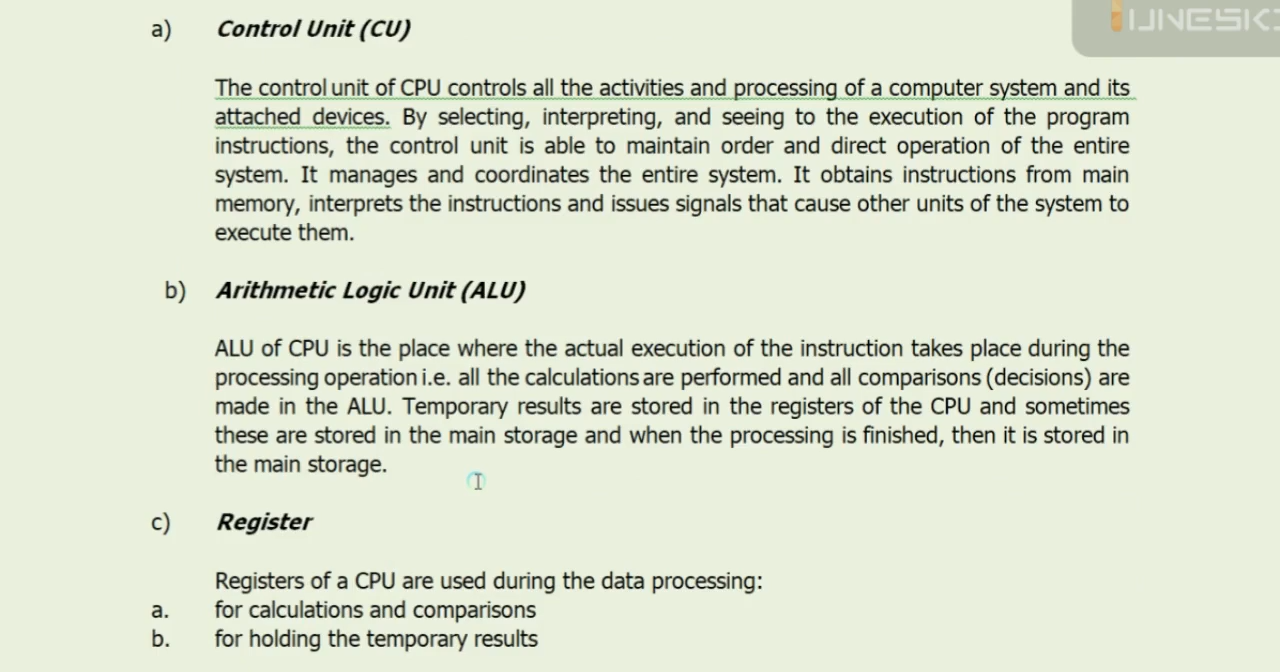 a) Control Unit (CU)
The control unit of CPU controls all the activities and processing of a computer system and its
attached devices. By selecting, interpreting, and seeing to the execution of the program
instructions, the control unit is able to maintain order and direct operation of the entire
system. It manages and coordinates the entire system. It obtains instructions from main
memory, interprets the instructions and issues signals that cause other units of the system to
execute them.
b) Arithmetic Logic Unit (ALU)
ALU of CPU is the place where the actual execution of the instruction takes place during the
processing operation i.e. all the calculations are performed and all comparisons (decisions) are
made in the ALU. Temporary results are stored in the registers of the CPU and sometimes
these are stored in the main storage and when the processing is finished, then it is stored in
the main storage.
c) Register
Registers of a CPU are used during the data processing:
a. for calculations and comparisons
b. for holding the temporary results